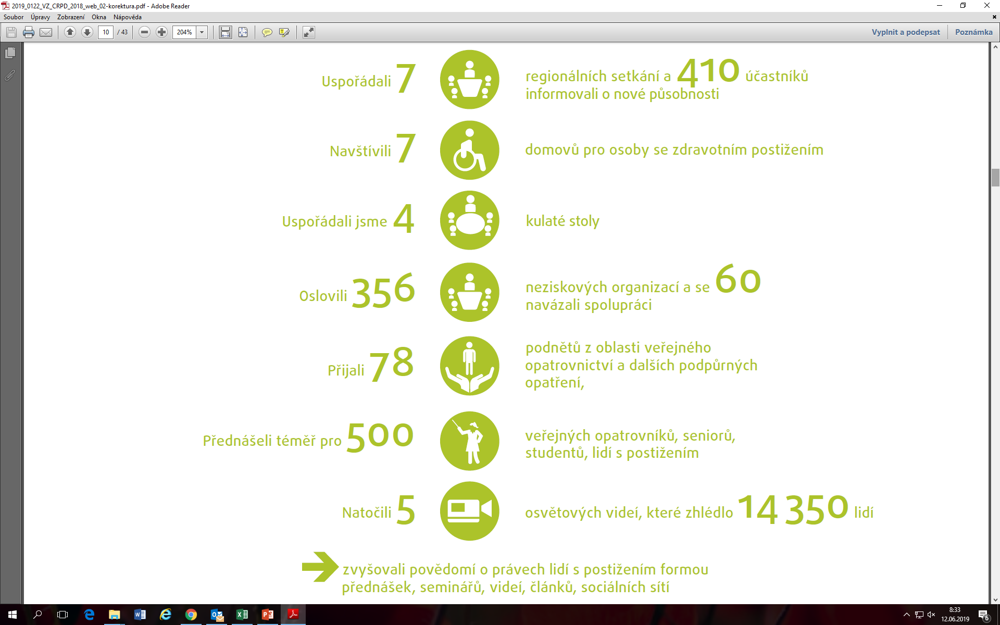 2019_0122_VZ_CRPD_2018_web_02-korektura.pdf - Adobe Reader
Soubor Úpravy Zobrazení Okna Nápověda
10 / 43 204% Vyplnit a podepsat Poznámka
Uspořádali 7 regionálních setkání a 410 účastníků
informovali o nové působnosti
Navštívili 7 domovů pro osoby se zdravotním postižením
Uspořádali jsme 4 kulaté stoly
Oslovili 356 neziskových organizací a se 60
navázali spolupráci
Přijali 78 podnětů z oblasti veřejného
opatrovnictví a dalších podpůrných
opatření,
Přednášeli téměř pro 500 veřejných opatrovníků, seniorů,
studentů, lidí s postižením
Natočili 5 osvětových videí, které zhlédlo 14 350 lidí
zvyšovali povědomí o právech lidí s postižením formou
přednášek, seminářů, videí, článků, sociálních sítí
8:33
12.06.2019
6